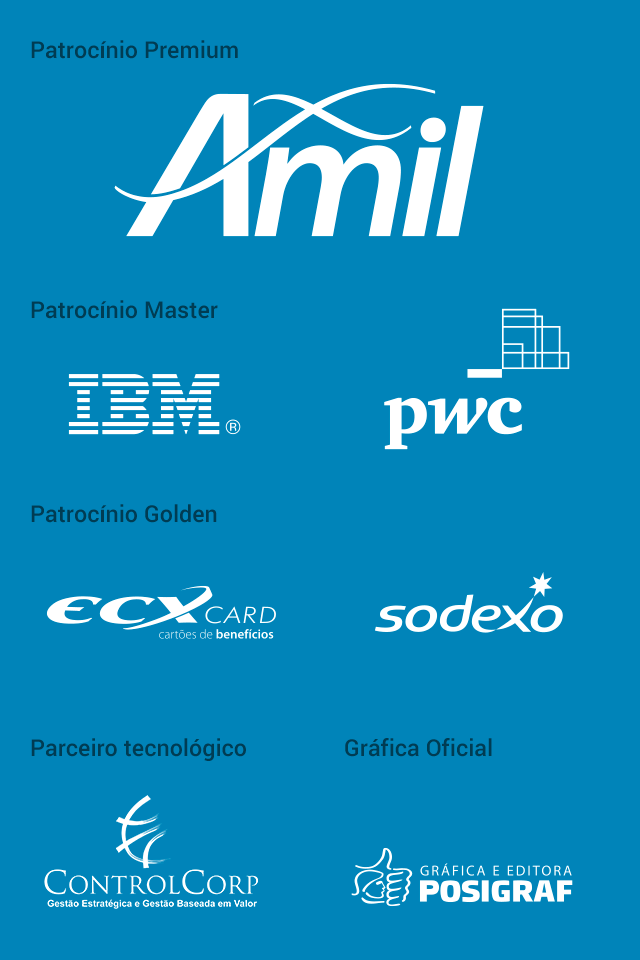 Patrocínio Premium
Amil
Patrocínio Master
IBM®
pwc
Patrocínio Golden
ECX CARD
cartões de benefícios
sodexo
Parceiro tecnológico
Gráfica Oficial
CONTROLCORP
Gestão Estratégica e Gestão Baseada em Valor
GRÁFICA E EDITORA
POSIGRAF